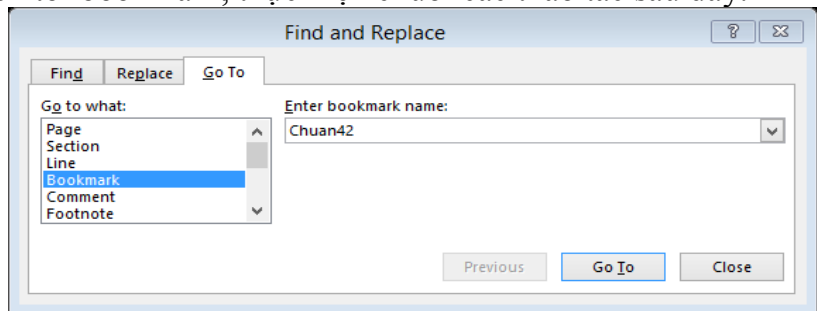 Find and Replace
Find Replace Go To
Go to what: Enter bookmark name:
Page Chuan42
Section
Line
Bookmark
Comment
Footnote
Previous Go To Close